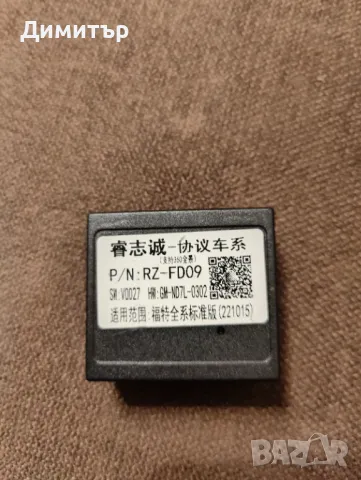 Димитър
睿志诚-协议车系
(支持360全景)
P/N:RZ-FD09
SW:V0027 HW:GM-ND7L-0302
适用范围:福特全系标准版(221015)
BAZAR